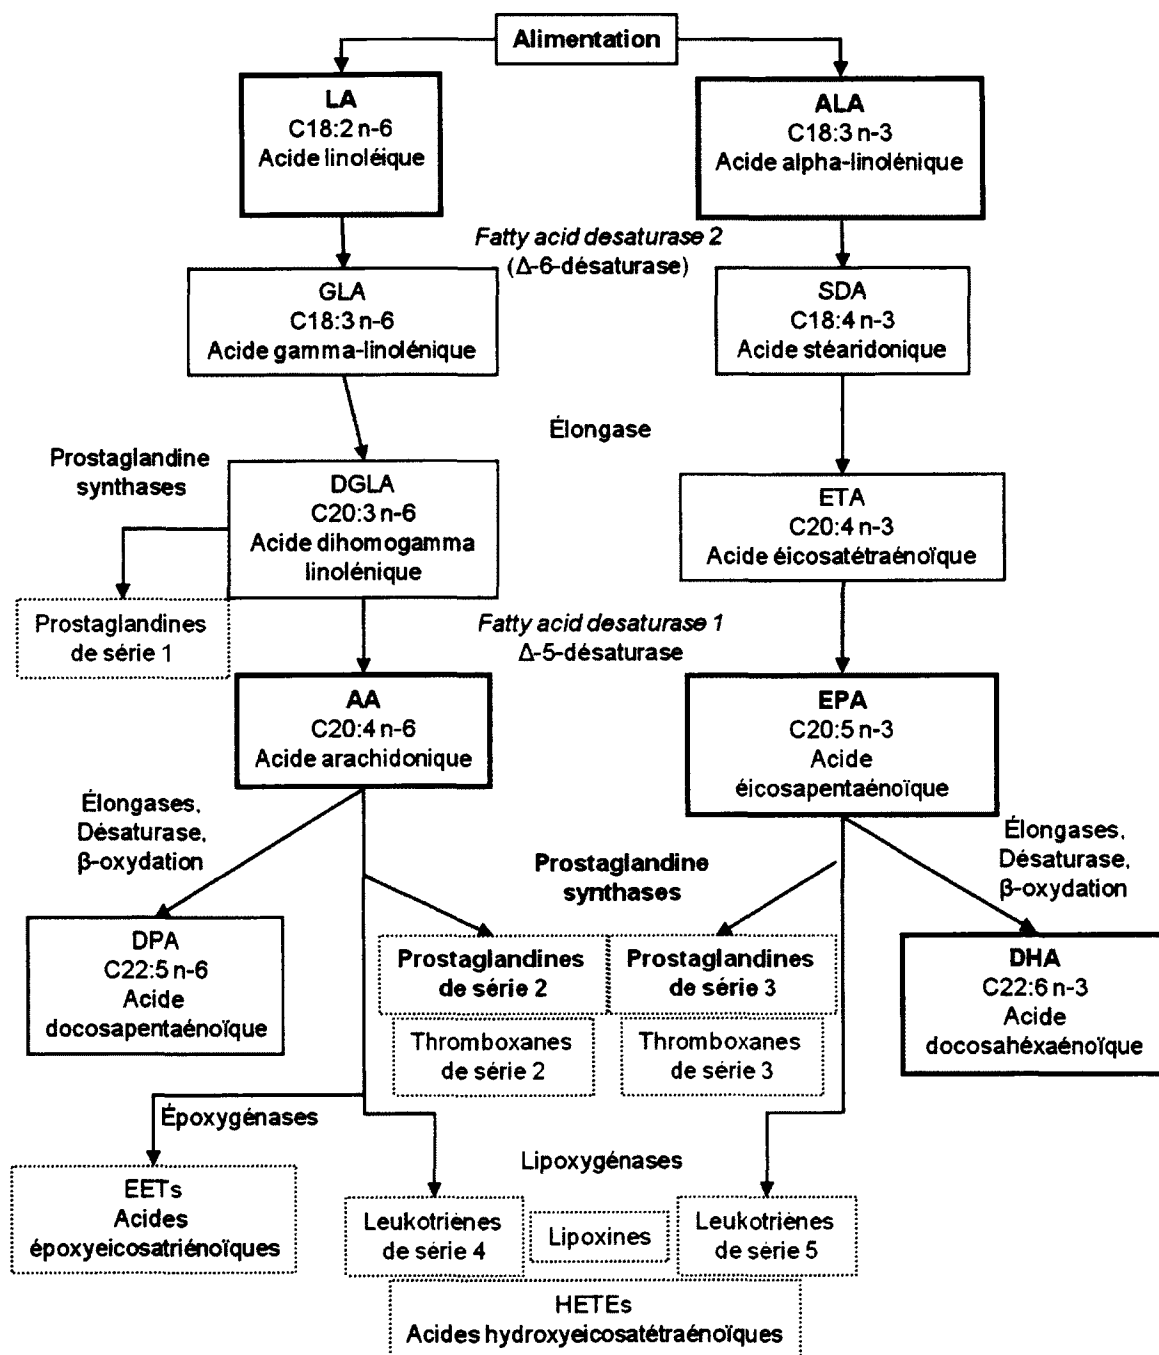 Alimentation
LA
C18:2 n-6
Acide linoléique
ALA
C18:3 n-3
Acide alpha-linolénique
Fatty acid desaturase 2
(Δ-6-désaturase)
GLA
C18:3 n-6
Acide gamma-linolénique
SDA
C18:4 n-3
Acide stéaridonique
Élongase
Prostaglandine
synthases
DGLA
C20:3 n-6
Acide dihomogamma
linolénique
ETA
C20:4 n-3
Acide éicosatétraénoïque
Prostaglandines
de série 1
Fatty acid desaturase 1
Δ-5-désaturase
AA
C20:4 n-6
Acide arachidonique
EPA
C20:5 n-3
Acide
éicosapentaénoïque
Élongases,
Désaturase,
β-oxydation
Prostaglandine
synthases
Élongases,
Désaturase,
β-oxydation
DPA
C22:5 n-6
Acide
docosapentaénoïque
Prostaglandines
de série 2
Prostaglandines
de série 3
DHA
C22:6 n-3
Acide
docosahéxaénoïque
Thromboxanes
de série 2
Thromboxanes
de série 3
Époxygénases
Lipoxygénases
EETs
Acides
époxyeicosatriénoïques
Leukotriènes
de série 4
Lipoxines
Leukotriènes
de série 5
HETEs
Acides hydroxyeicosatétraénoïques